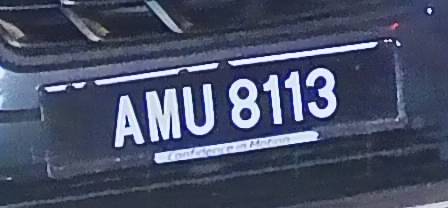 AMU 8113
Confidence in Motion